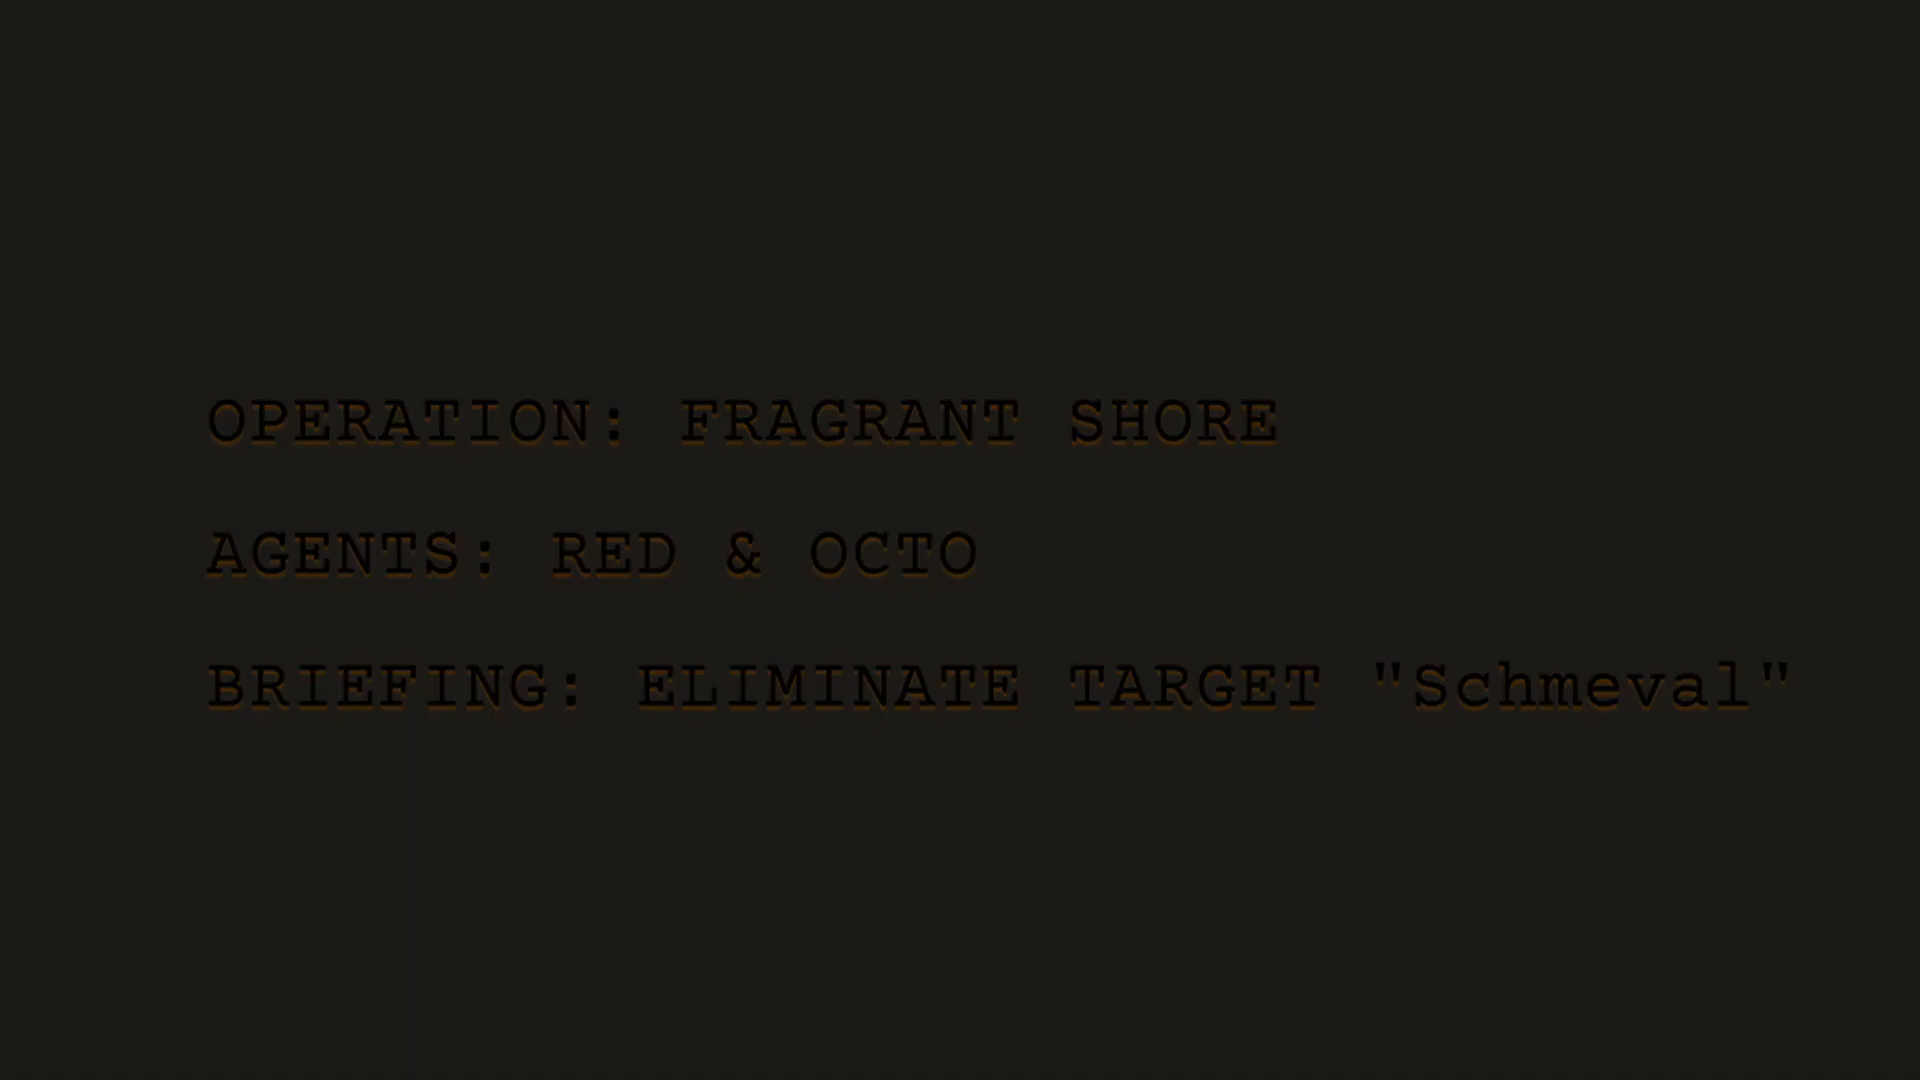 OPERATION: FRAGRANT SHORE
AGENTS: RED & OCTO
BRIEFING: ELIMINATE TARGET "Schmeval"